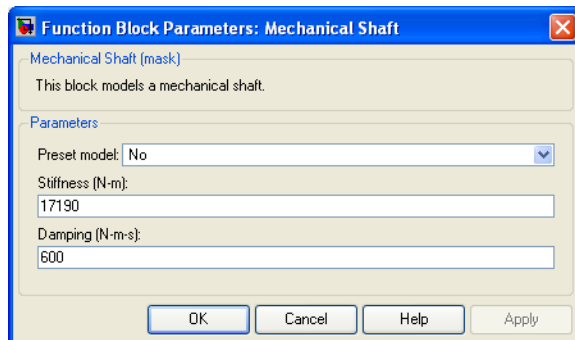 Function Block Parameters: Mechanical Shaft
Mechanical Shaft (mask)
This block models a mechanical shaft.
Parameters
Preset model: No
Stiffness (N-m):
17190
Damping (N-m-s):
600
OK Cancel Help Apply